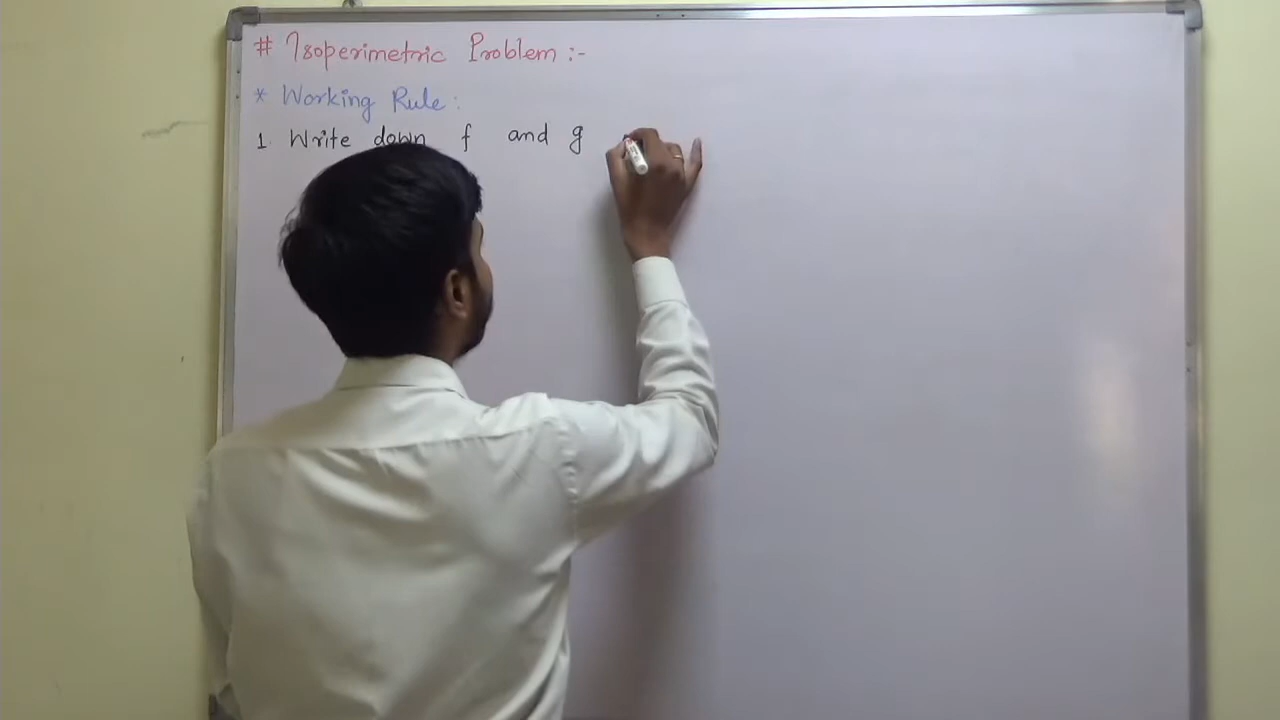 # Isoperimetric Problem :-
* Working Rule :
1. Write down f and g